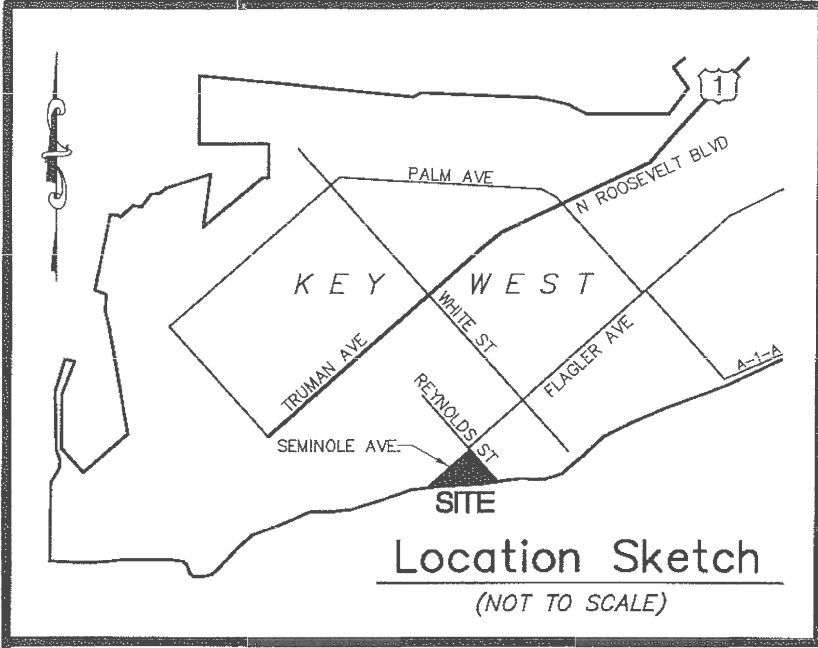 1
PALM AVE
N ROOSEVELT BLVD
KEY WEST
WHITE ST
TRUMAN AVE
FLAGLER AVE
A-1-A
REYNOLDS ST
SEMINOLE AVE.
SITE
Location Sketch
(NOT TO SCALE)